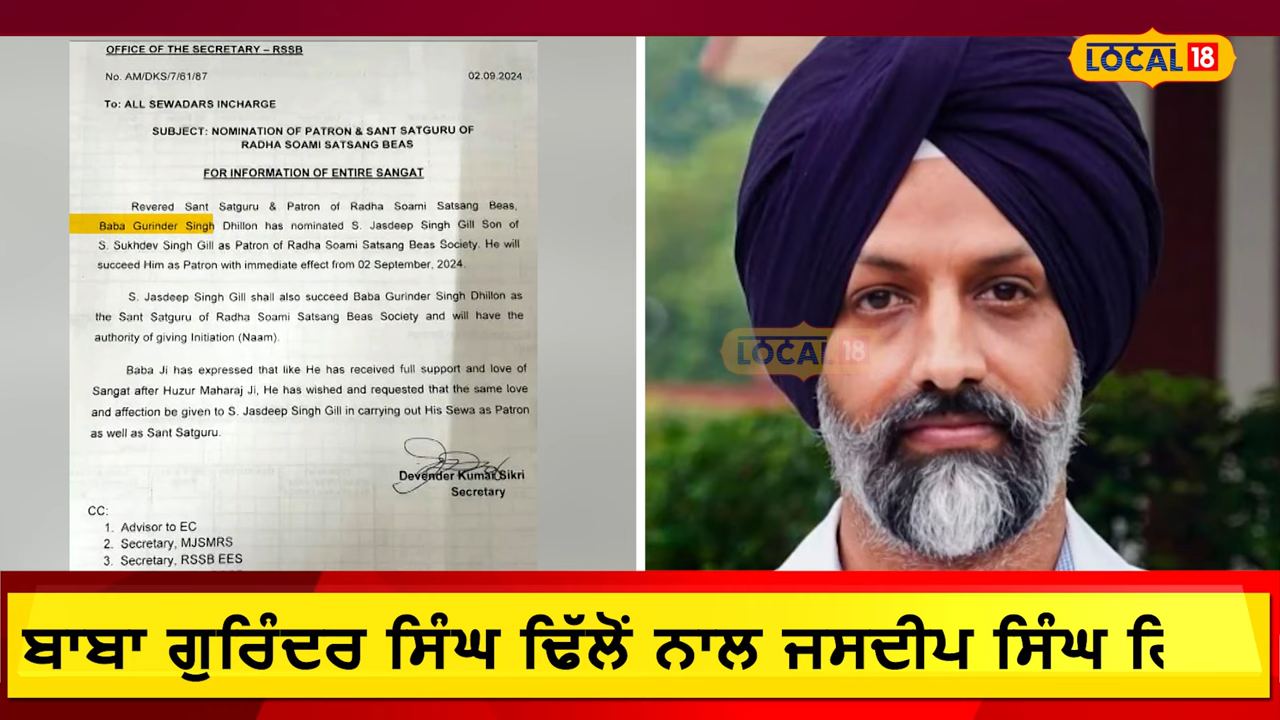 OFFICE OF THE SECRETARY – RSSB
No. AM/DKS/7/61/87 02.09.2024
To: ALL SEWADARS INCHARGE
SUBJECT: NOMINATION OF PATRON & SANT SATGURU OF
RADHA SOAMI SATSANG BEAS
FOR INFORMATION OF ENTIRE SANGAT
Revered Sant Satguru & Patron of Radha Soami Satsang Beas,
Baba Gurinder Singh Dhillon has nominated S. Jasdeep Singh Gill Son of
S. Sukhdev Singh Gill as Patron of Radha Soami Satsang Beas Society. He will
succeed Him as Patron with immediate effect from 02 September, 2024.
S. Jasdeep Singh Gill shall also succeed Baba Gurinder Singh Dhillon as
the Sant Satguru of Radha Soami Satsang Beas Society and will have the
authority of giving Initiation (Naam).
Baba Ji has expressed that like He has received full support and love of
Sangat after Huzur Maharaj Ji, He has wished and requested that the same love
and affection be given to S. Jasdeep Singh Gill in carrying out His Sewa as Patron
as well as Sant Satguru.
Devender Kumar Sikri
Secretary
CC:
1. Advisor to EC
2. Secretary, MJSMRS
3. Secretary, RSSB EES
LOCAL 18
LOCAL 18
ਬਾਬਾ ਗੁਰਿੰਦਰ ਸਿੰਘ ਢਿੱਲੋਂ ਨਾਲ ਜਸਦੀਪ ਸਿੰਘ